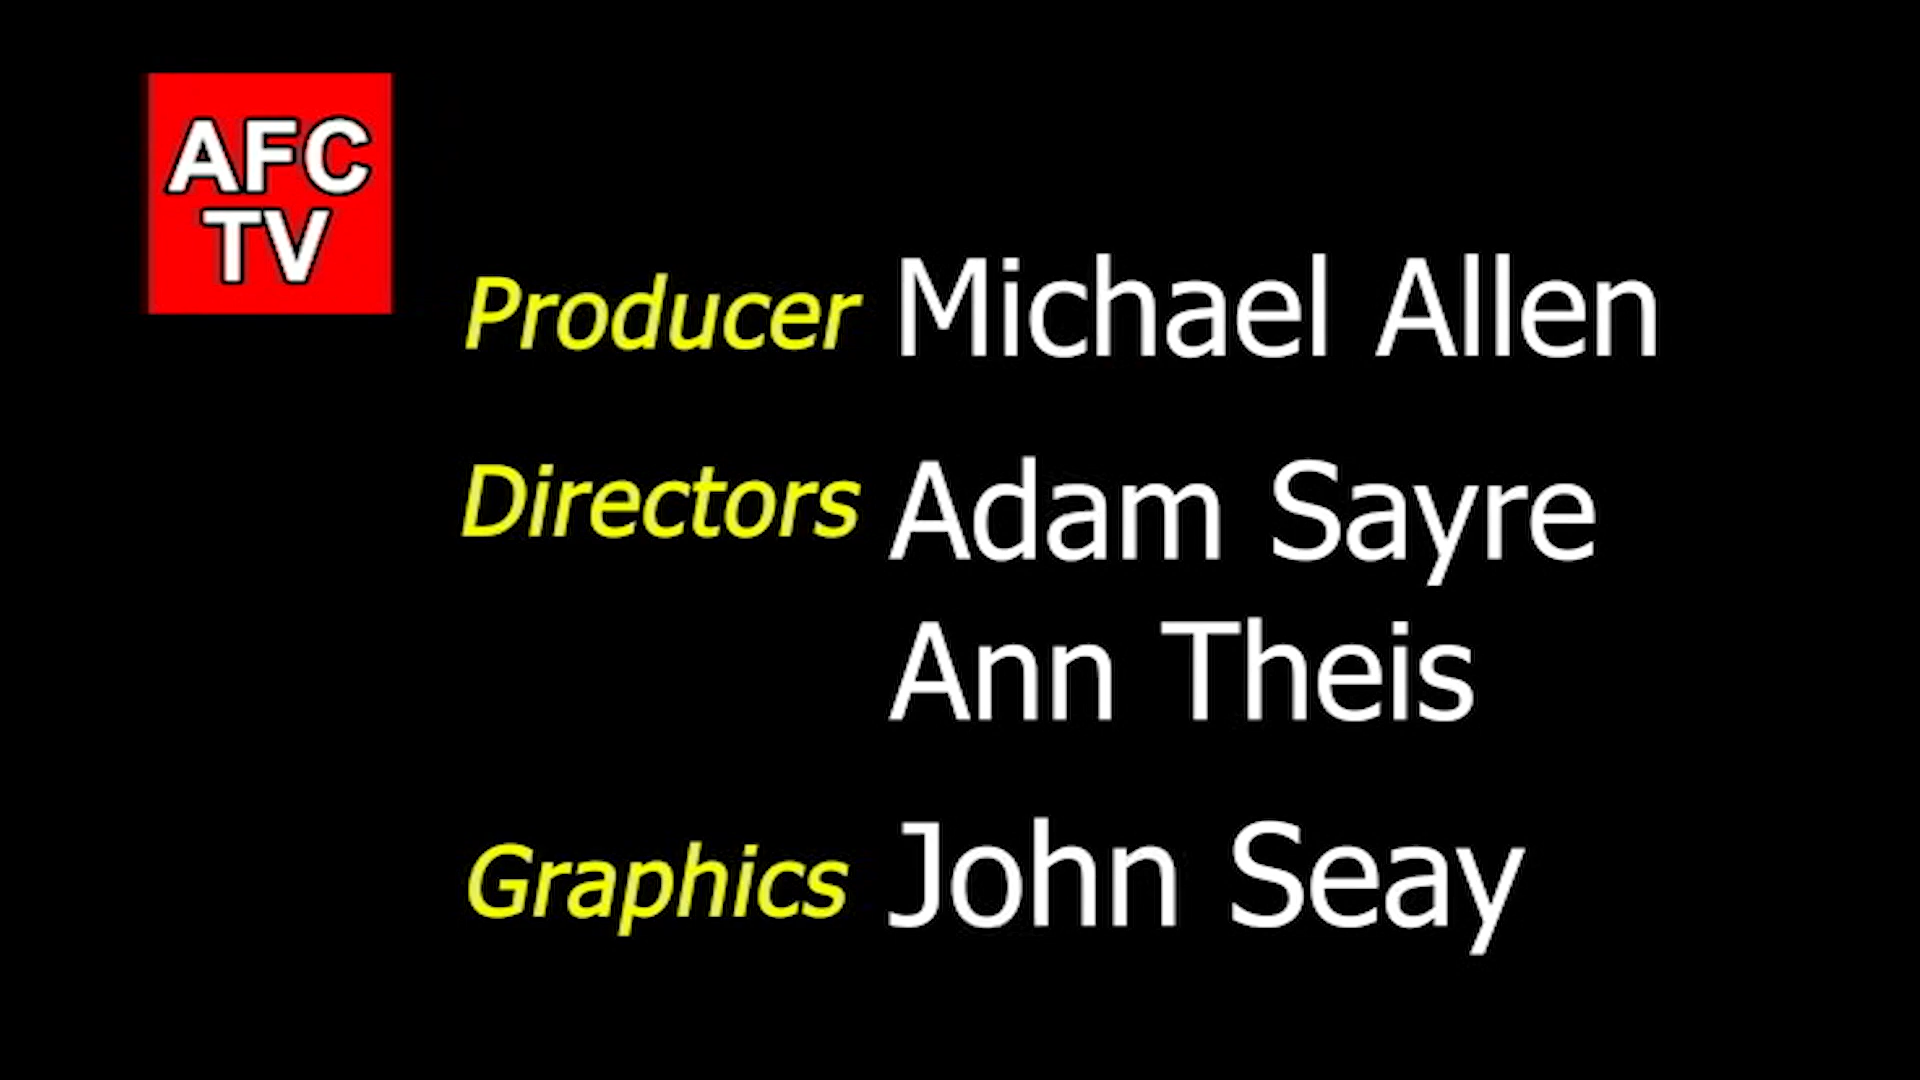 AFC
TV
Producer Michael Allen
Directors Adam Sayre
Ann Theis
Graphics John Seay